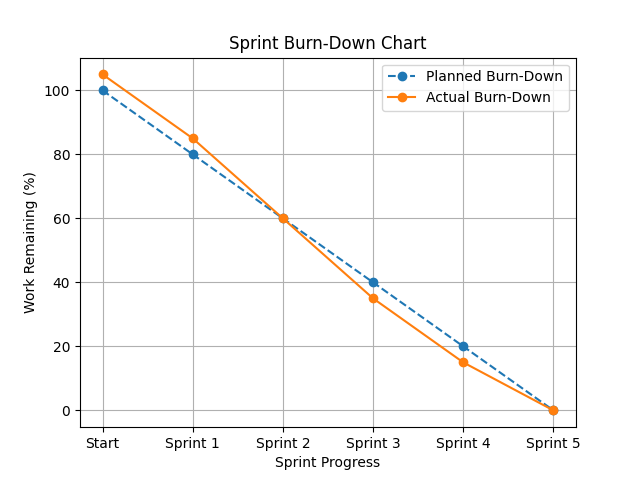 Sprint Burn-Down Chart
Planned Burn-Down
Actual Burn-Down
Work Remaining (%)
100
80
60
40
20
0
Start Sprint 1 Sprint 2 Sprint 3 Sprint 4 Sprint 5
Sprint Progress